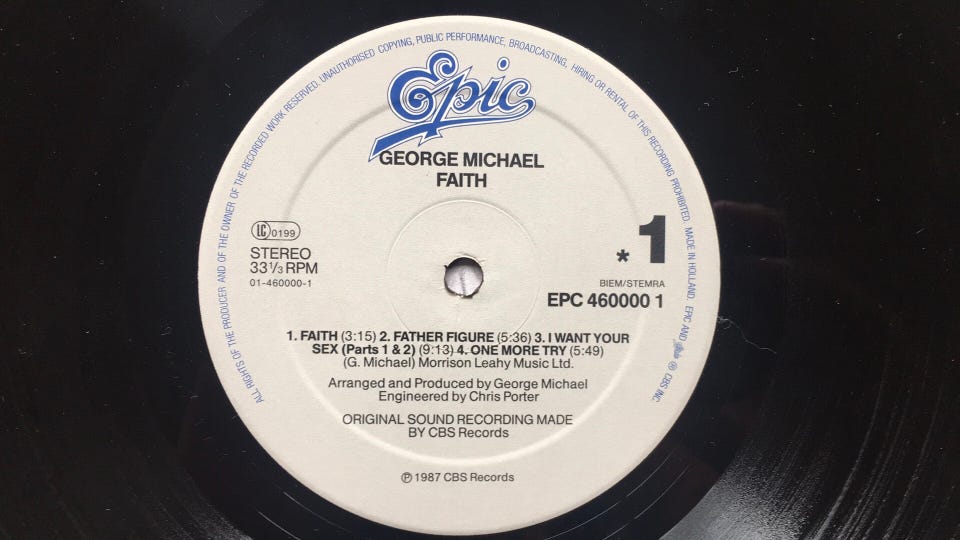 ALL RIGHTS OF THE PRODUCER AND OF THE OWNER OF THE RECORDED WORK RESERVED. UNAUTHORISED COPYING, PUBLIC PERFORMANCE, BROADCASTING, HIRING OR RENTAL OF THIS RECORDING PROHIBITED. MADE IN HOLLAND. EPIC AND ℗ CBS INC.
Epic
GEORGE MICHAEL
FAITH
LC 0199
STEREO
33⅓ RPM
01-460000-1
* 1
BIEM/STEMRA
EPC 460000 1
1. FAITH (3:15) 2. FATHER FIGURE (5:36) 3. I WANT YOUR
SEX (Parts 1 & 2) (9:13) 4. ONE MORE TRY (5:49)
(G. Michael) Morrison Leahy Music Ltd.
Arranged and Produced by George Michael
Engineered by Chris Porter
ORIGINAL SOUND RECORDING MADE
BY CBS Records
℗ 1987 CBS Records